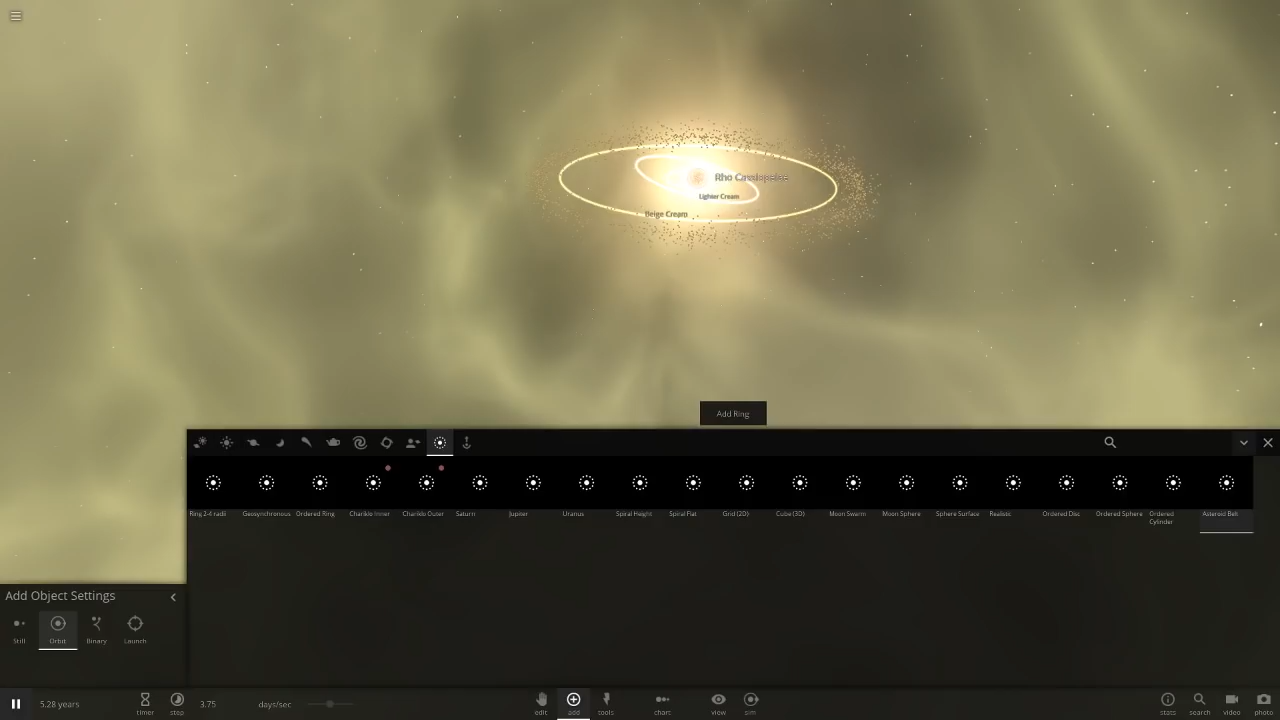 Rho Cassiopeiae
Lighter Cream
Beige Cream
Add Ring
Ring 2-4 radii
Geosynchronous
Ordered Ring
Chariklo Inner
Chariklo Outer
Saturn
Jupiter
Uranus
Spiral Height
Spiral Flat
Grid (2D)
Cube (3D)
Moon Swarm
Moon Sphere
Sphere Surface
Realistic
Ordered Disc
Ordered Sphere
Ordered
Cylinder
Asteroid Belt
Add Object Settings
Still
Orbit
Binary
Launch
5.28 years
timer
step
3.75
days/sec
edit
add
tools
chart
view
sim
stats
search
video
photo